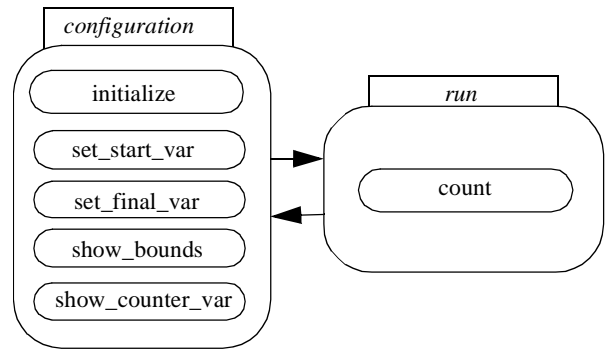 configuration
initialize
set_start_var
set_final_var
show_bounds
show_counter_var
run
count